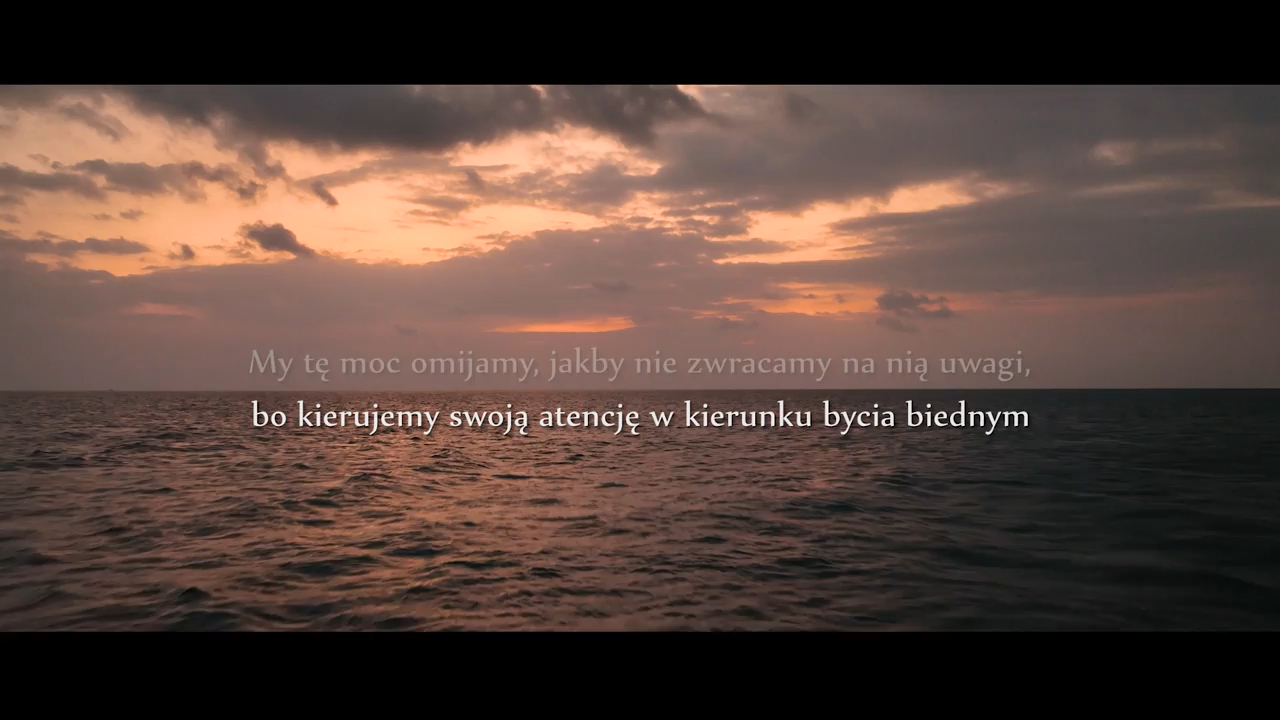 My tę moc omijamy, jakby nie zwracamy na nią uwagi,
bo kierujemy swoją atencję w kierunku bycia biednym